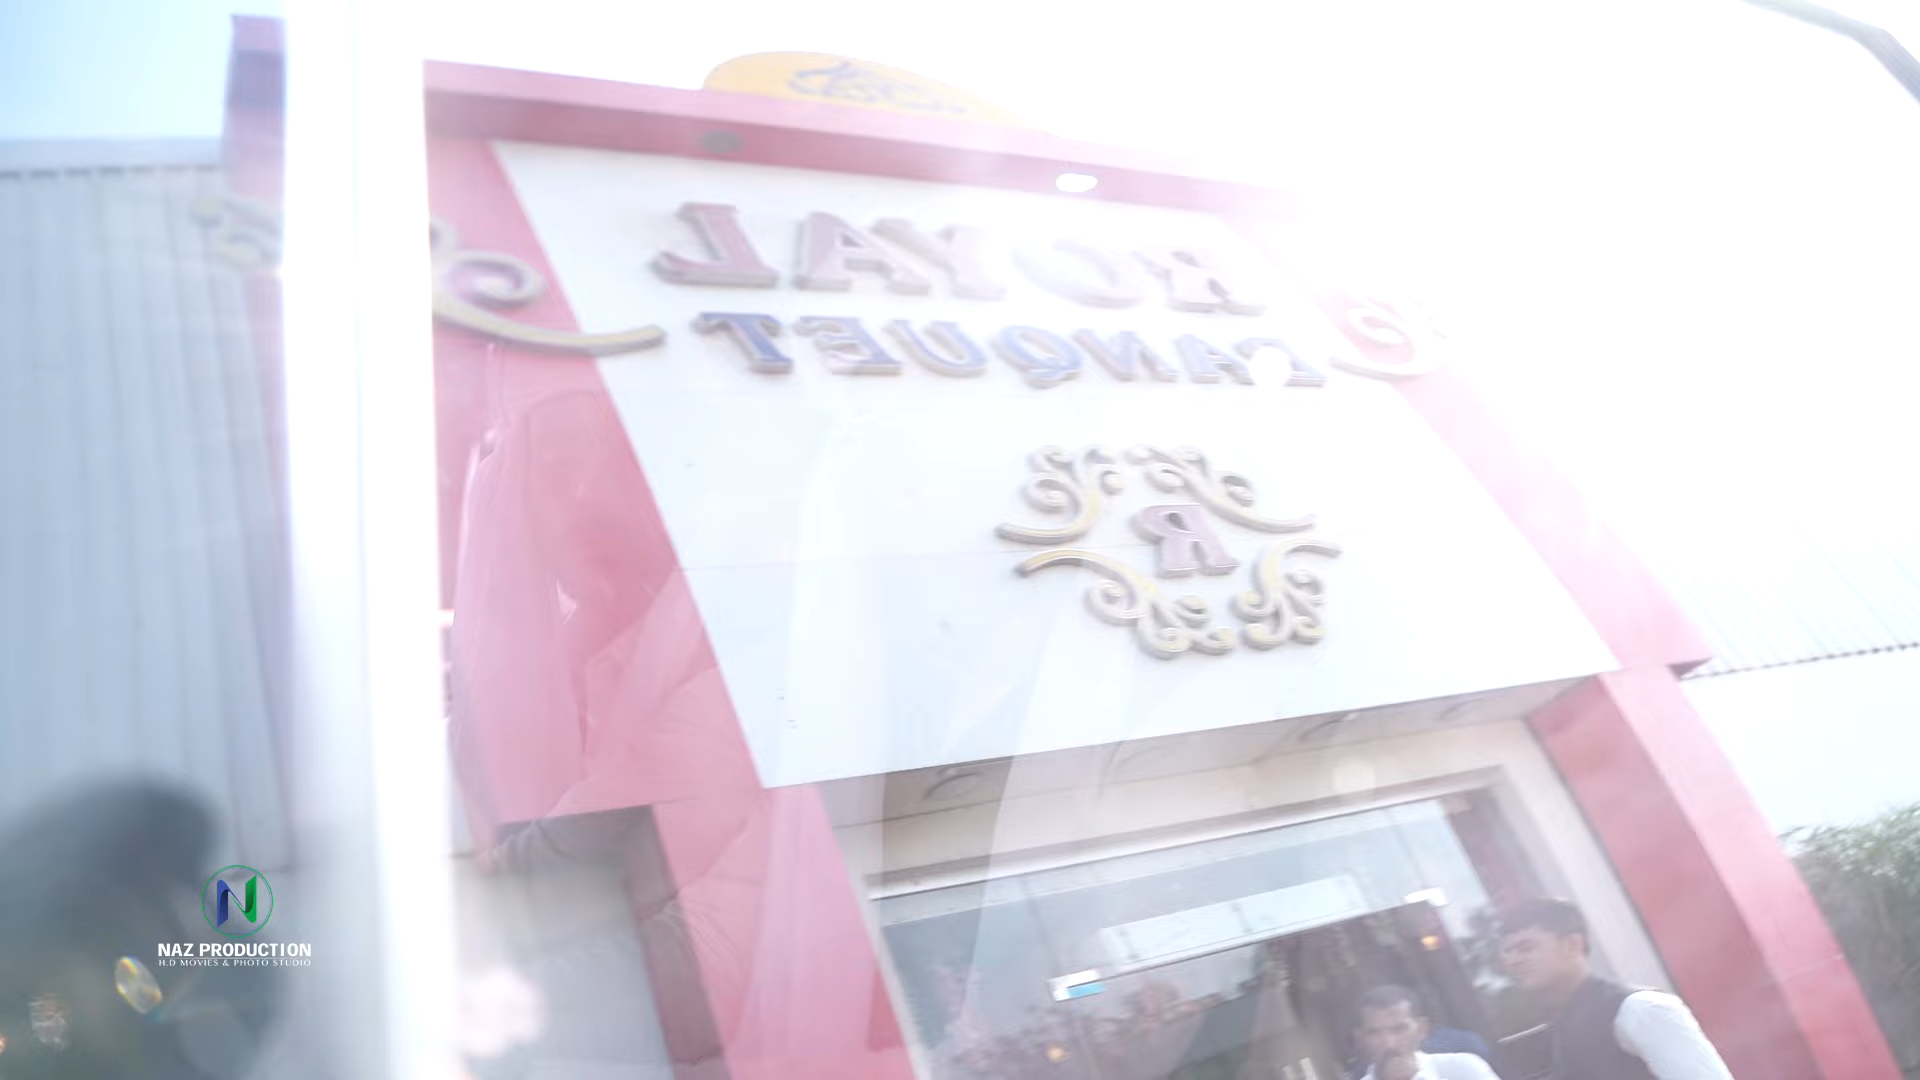 ROYAL
BANQUET
R
N
NAZ PRODUCTION
H.D MOVIES & PHOTO STUDIO